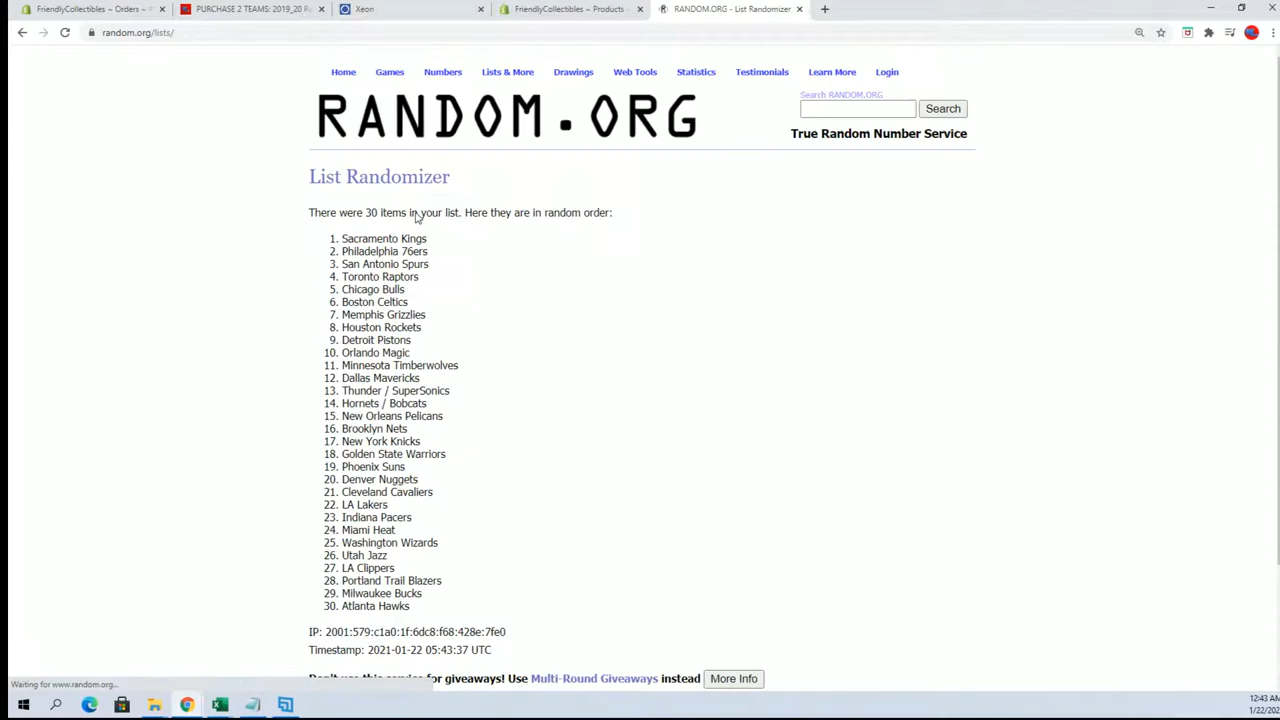 FriendlyCollectibles ~ Orders ~
PURCHASE 2 TEAMS: 2019_20
Xeon
FriendlyCollectibles ~ Products
RANDOM.ORG - List Randomizer
random.org/lists/
Home Games Numbers Lists & More Drawings Web Tools Statistics Testimonials Learn More Login
RANDOM.ORG
Search RANDOM.ORG
Search
True Random Number Service
List Randomizer
There were 30 items in your list. Here they are in random order:
1. Sacramento Kings
2. Philadelphia 76ers
3. San Antonio Spurs
4. Toronto Raptors
5. Chicago Bulls
6. Boston Celtics
7. Memphis Grizzlies
8. Houston Rockets
9. Detroit Pistons
10. Orlando Magic
11. Minnesota Timberwolves
12. Dallas Mavericks
13. Thunder / SuperSonics
14. Hornets / Bobcats
15. New Orleans Pelicans
16. Brooklyn Nets
17. New York Knicks
18. Golden State Warriors
19. Phoenix Suns
20. Denver Nuggets
21. Cleveland Cavaliers
22. LA Lakers
23. Indiana Pacers
24. Miami Heat
25. Washington Wizards
26. Utah Jazz
27. LA Clippers
28. Portland Trail Blazers
29. Milwaukee Bucks
30. Atlanta Hawks
IP: 2001:579:c1a0:1f:6dc8:f68:428e:7fe0
Timestamp: 2021-01-22 05:43:37 UTC
Don't use this service for giveaways! Use Multi-Round Giveaways instead More Info
Waiting for www.random.org...
12:43 AM
1/22/202